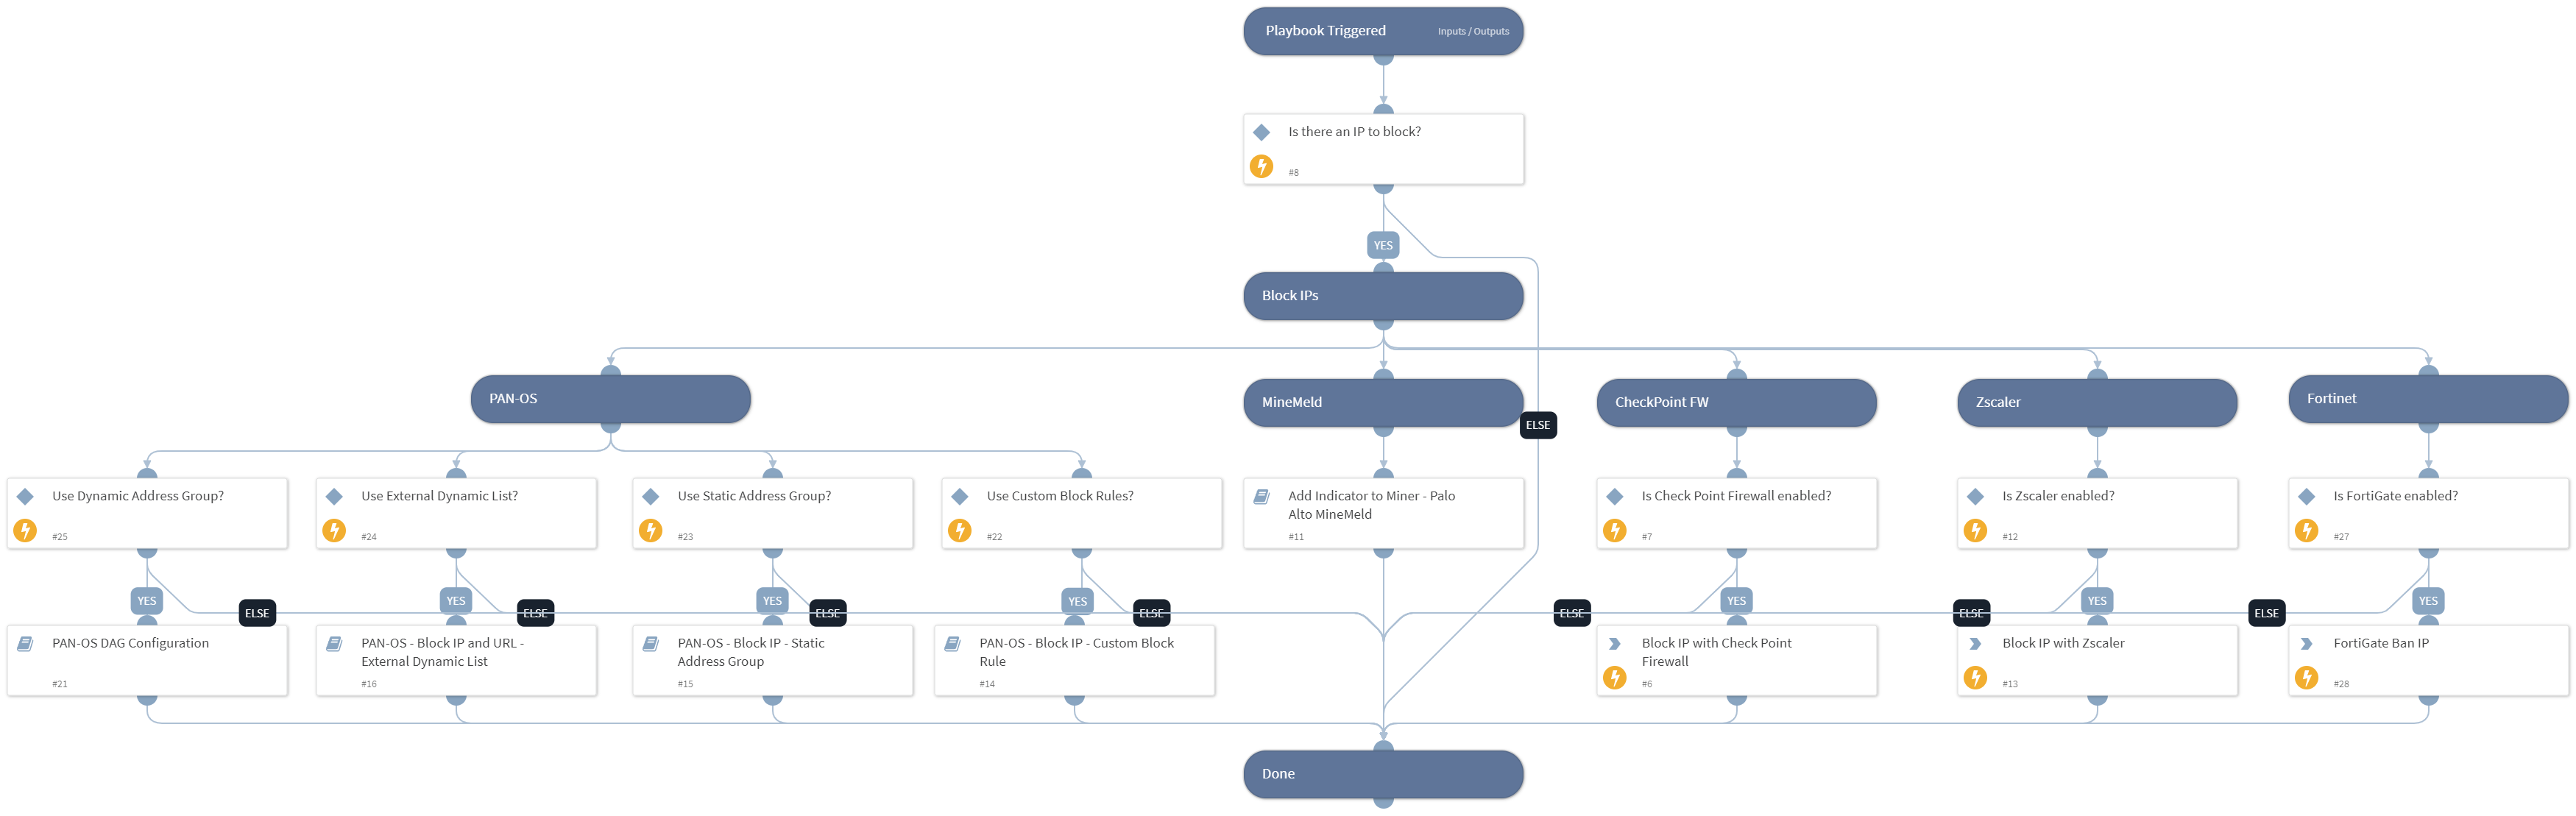 Playbook Triggered
Inputs / Outputs
Is there an IP to block?
#8
YES
Block IPs
PAN-OS
MineMeld
CheckPoint FW
Zscaler
Fortinet
ELSE
Use Dynamic Address Group?
#25
Use External Dynamic List?
#24
Use Static Address Group?
#23
Use Custom Block Rules?
#22
Add Indicator to Miner - Palo
Alto MineMeld
#11
Is Check Point Firewall enabled?
#7
Is Zscaler enabled?
#12
Is FortiGate enabled?
#27
YES
ELSE
YES
ELSE
YES
ELSE
YES
ELSE
ELSE
YES
ELSE
YES
ELSE
YES
PAN-OS DAG Configuration
#21
PAN-OS - Block IP and URL -
External Dynamic List
#16
PAN-OS - Block IP - Static
Address Group
#15
PAN-OS - Block IP - Custom Block
Rule
#14
Block IP with Check Point
Firewall
#6
Block IP with Zscaler
#13
FortiGate Ban IP
#28
Done